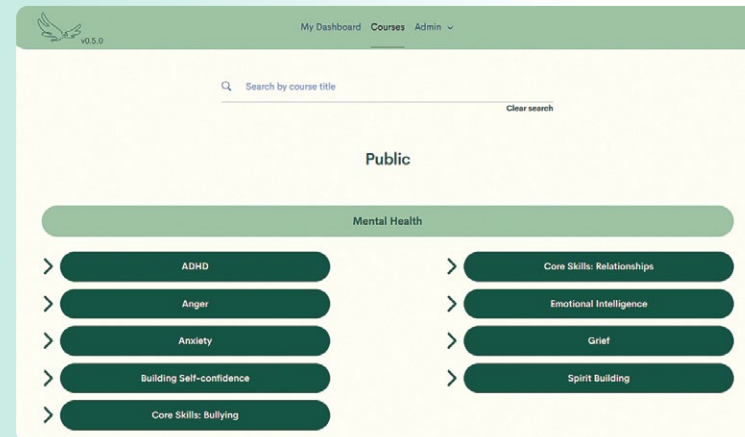 v0.5.0
My Dashboard Courses Admin
Search by course title
Clear search
Public
Mental Health
ADHD
Anger
Anxiety
Building Self-confidence
Core Skills: Bullying
Core Skills: Relationships
Emotional Intelligence
Grief
Spirit Building